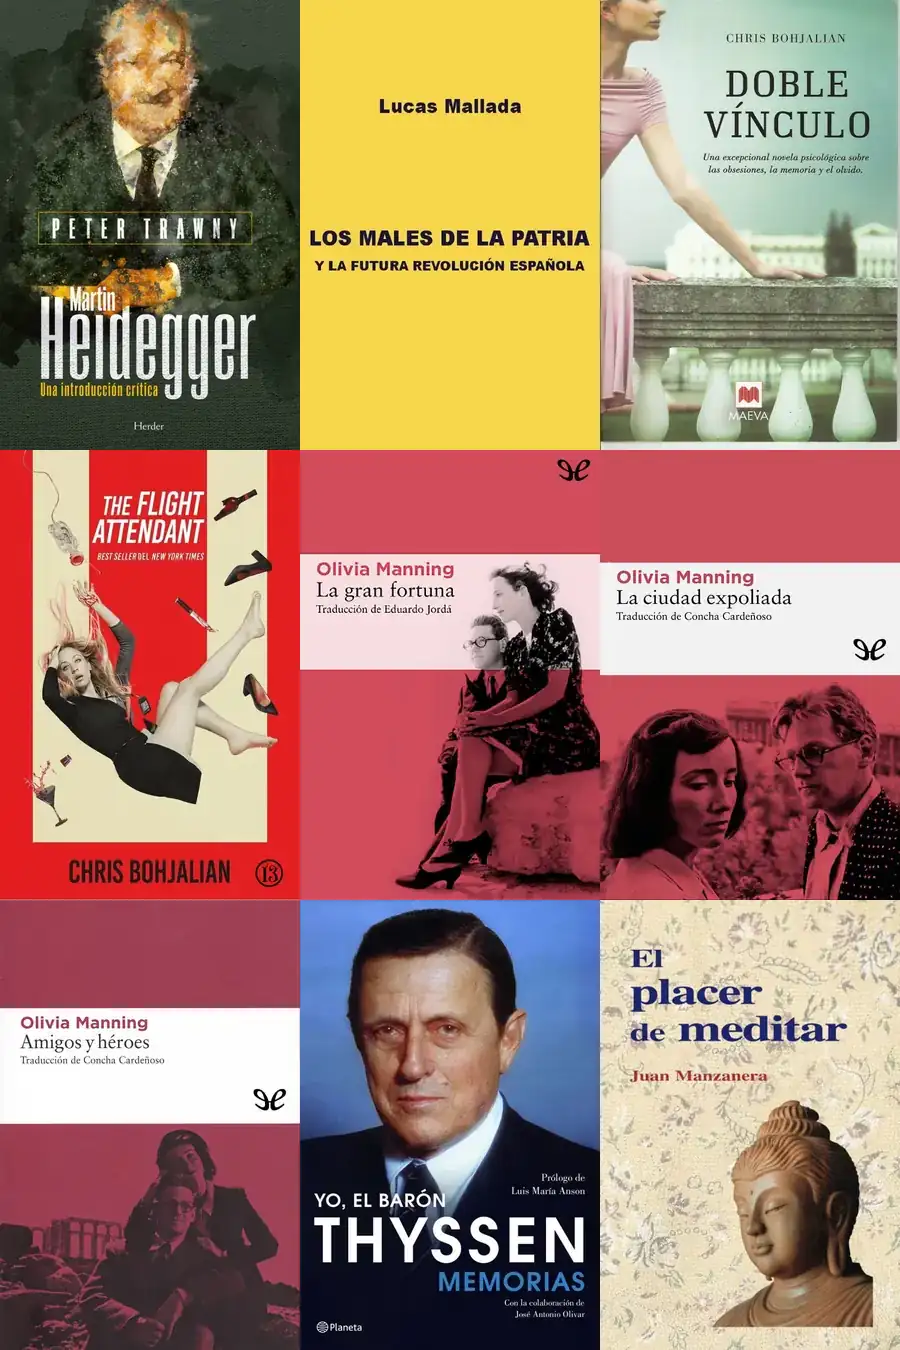 PETER TRAWNY
Martin
Heidegger
Una introducción crítica
Herder
Lucas Mallada
LOS MALES DE LA PATRIA
Y LA FUTURA REVOLUCIÓN ESPAÑOLA
CHRIS BOHJALIAN
DOBLE
VÍNCULO
Una excepcional novela psicológica sobre
las obsesiones, la memoria y el olvido.
MAEVA
THE FLIGHT
ATTENDANT
BEST SELLER DEL NEW YORK TIMES
CHRIS BOHJALIAN
13
Olivia Manning
La gran fortuna
Traducción de Eduardo Jordá
Olivia Manning
La ciudad expoliada
Traducción de Concha Cardeñoso
Olivia Manning
Amigos y héroes
Traducción de Concha Cardeñoso
Prólogo de
Luis María Anson
YO, EL BARÓN
THYSSEN
MEMORIAS
Con la colaboración de
José Antonio Olivar
Planeta
El
placer
de meditar
Juan Manzanera